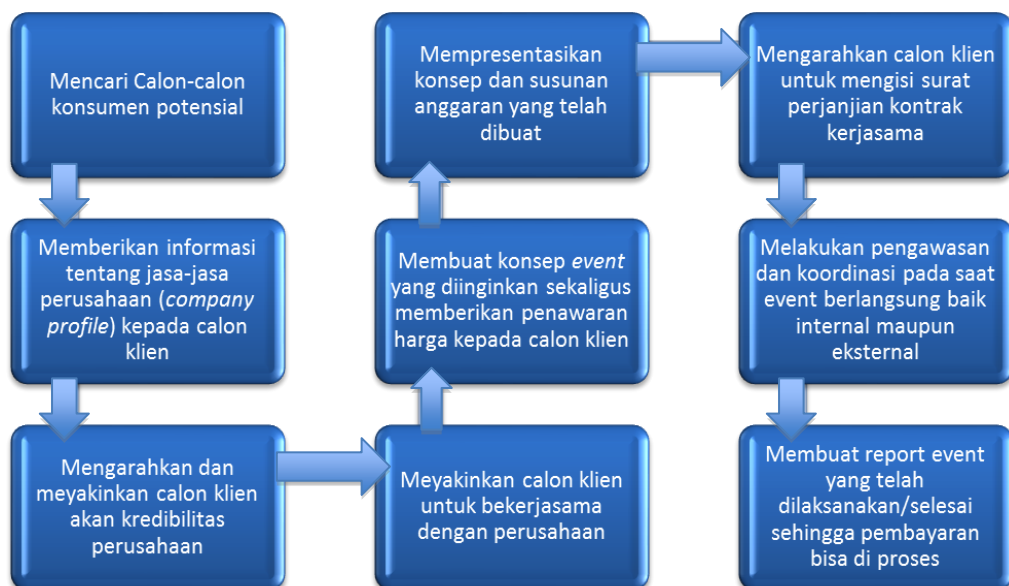 Mencari Calon-calon
konsumen potensial
Memberikan informasi
tentang jasa-jasa
perusahaan (company
profile) kepada calon
klien
Mengarahkan dan
meyakinkan calon klien
akan kredibilitas
perusahaan
Meyakinkan calon klien
untuk bekerjasama
dengan perusahaan
Membuat konsep event
yang diinginkan sekaligus
memberikan penawaran
harga kepada calon klien
Mempresentasikan
konsep dan susunan
anggaran yang telah
dibuat
Mengarahkan calon klien
untuk mengisi surat
perjanjian kontrak
kerjasama
Melakukan pengawasan
dan koordinasi pada saat
event berlangsung baik
internal maupun
eksternal
Membuat report event
yang telah
dilaksanakan/selesai
sehingga pembayaran
bisa di proses